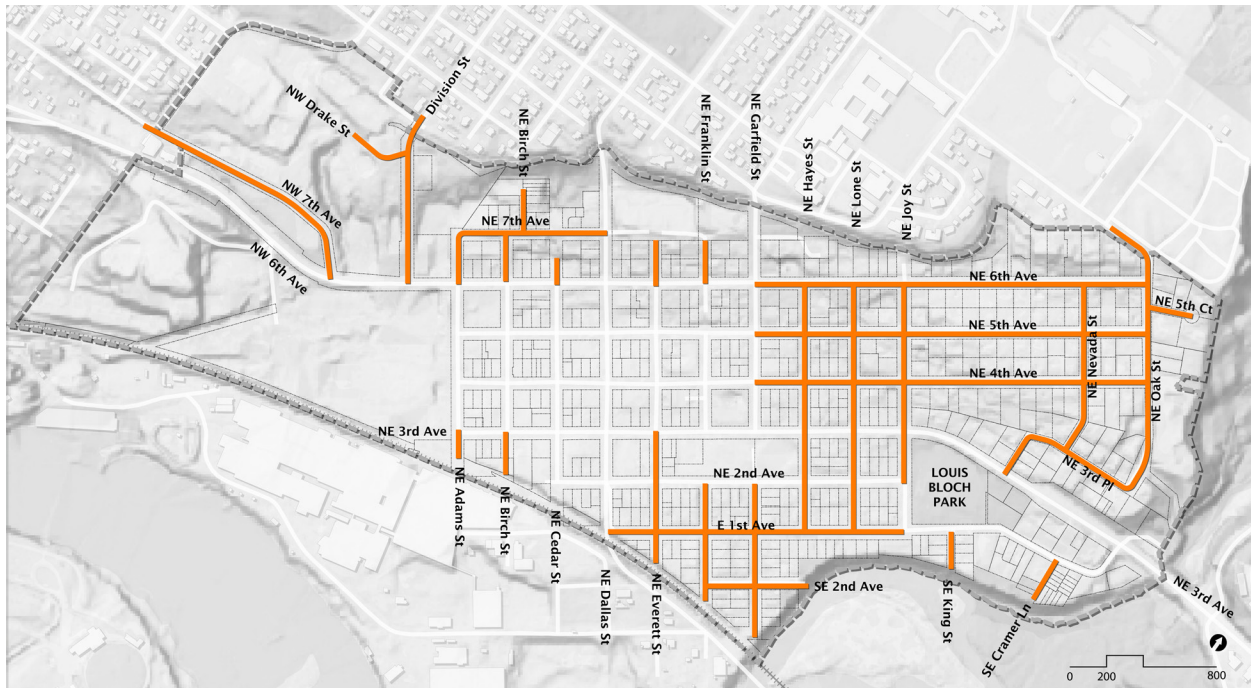 Division St
NW Drake St
NE Birch St
NE Franklin St
NE Garfield St
NE Hayes St
NE Lone St
NE Joy St
NW 7th Ave
NE 7th Ave
NW 6th Ave
NE 6th Ave
NE 5th Ct
NE 5th Ave
NE Nevada St
NE 4th Ave
NE Oak St
NE 3rd Ave
NE 3rd Pl
NE 2nd Ave
LOUIS
BLOCH
PARK
NE Adams St
NE Birch St
NE Cedar St
E 1st Ave
NE Dallas St
NE Everett St
SE 2nd Ave
SE King St
SE Cramer Ln
NE 3rd Ave
0 200 800